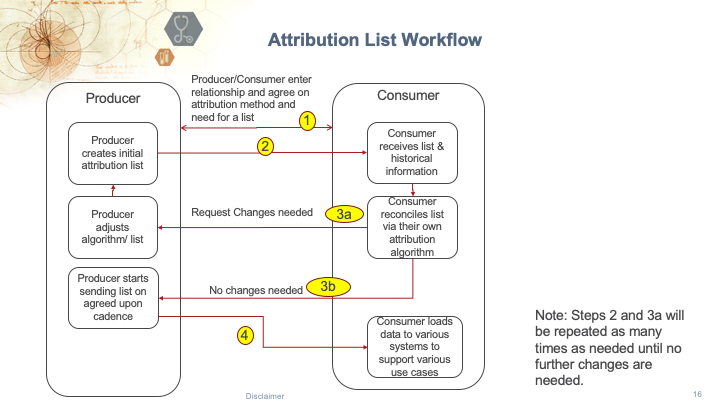 Attribution List Workflow
Producer/Consumer enter
relationship and agree on
attribution method and
need for a list
1
Producer
Consumer
Producer
creates initial
attribution list
2
Consumer
receives list &
historical
information
Producer
adjusts
algorithm/ list
Request Changes needed
3a
Consumer
reconciles list
via their own
attribution
algorithm
Producer starts
sending list on
agreed upon
cadence
No changes needed
3b
4
Consumer loads
data to various
systems to
support various
use cases
Note: Steps 2 and 3a will
be repeated as many
times as needed until no
further changes are
needed.
Disclaimer
16